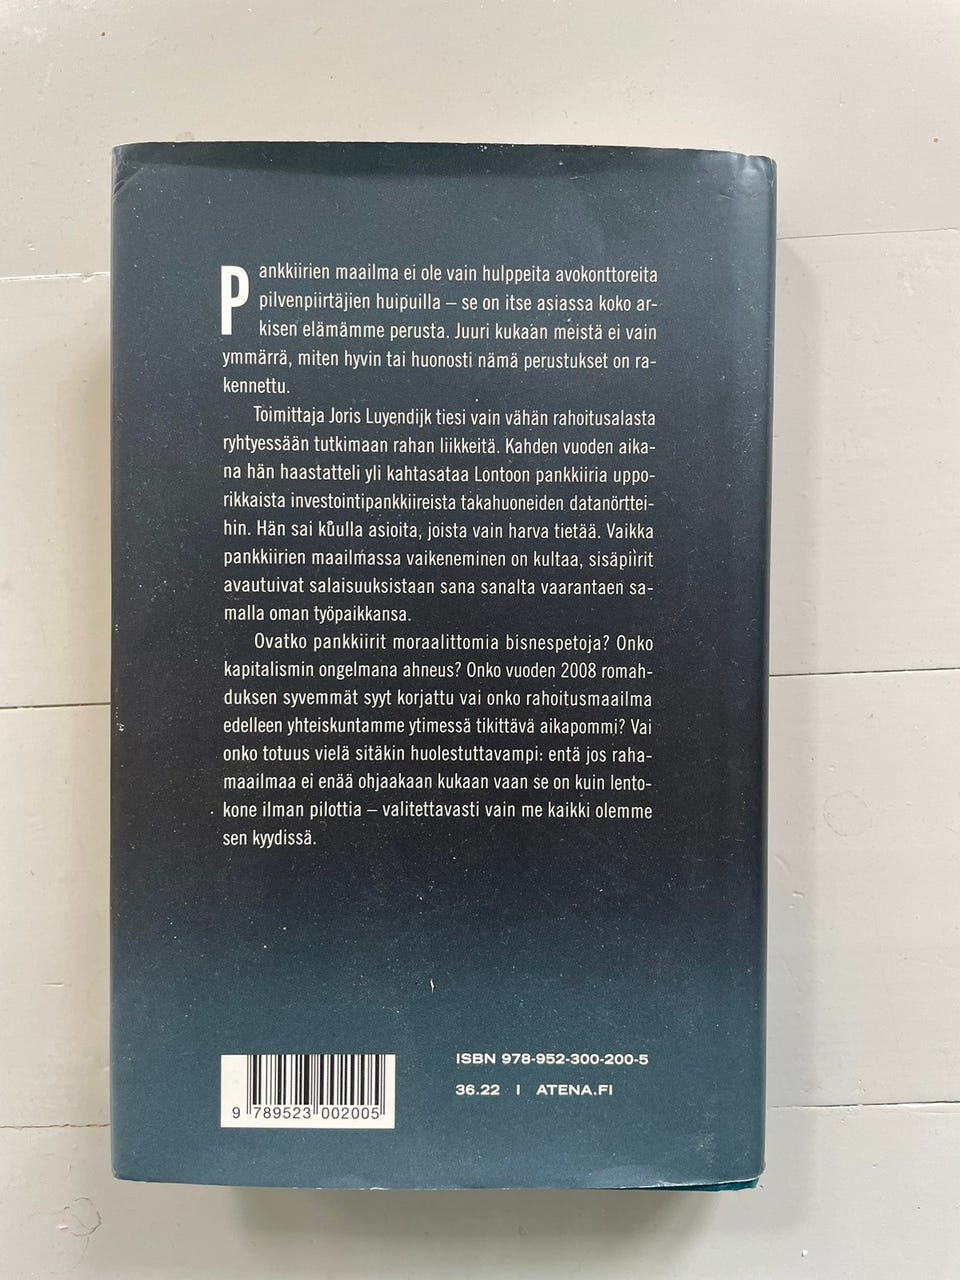 Pankkiirien maailma ei ole vain hulppeita avokonttoreita
pilvenpiirtäjien huipuilla – se on itse asiassa koko ar-
kisen elämämme perusta. Juuri kukaan meistä ei vain
ymmärrä, miten hyvin tai huonosti nämä perustukset on ra-
kennettu.
Toimittaja Joris Luyendijk tiesi vain vähän rahoitusalasta
ryhtyessään tutkimaan rahan liikkeitä. Kahden vuoden aika-
na hän haastatteli yli kahtasataa Lontoon pankkiiria uppo-
rikkaista investointipankkiireista takahuoneiden datanörttei-
hin. Hän sai kuulla asioita, joista vain harva tietää. Vaikka
pankkiirien maailmassa vaikeneminen on kultaa, sisäpiirit
avautuivat salaisuuksistaan sana sanalta vaarantaen sa-
malla oman työpaikkansa.
Ovatko pankkiirit moraalittomia bisnespetoja? Onko
kapitalismin ongelmana ahneus? Onko vuoden 2008 romah-
duksen syvemmät syyt korjattu vai onko rahoitusmaailma
edelleen yhteiskuntamme ytimessä tikittävä aikapommi? Vai
onko totuus vielä sitäkin huolestuttavampi: entä jos raha-
maailmaa ei enää ohjaakaan kukaan vaan se on kuin lento-
kone ilman pilottia – valitettavasti vain me kaikki olemme
sen kyydissä.
ISBN 978-952-300-200-5
36.22 | ATENA.FI
9 789523 002005